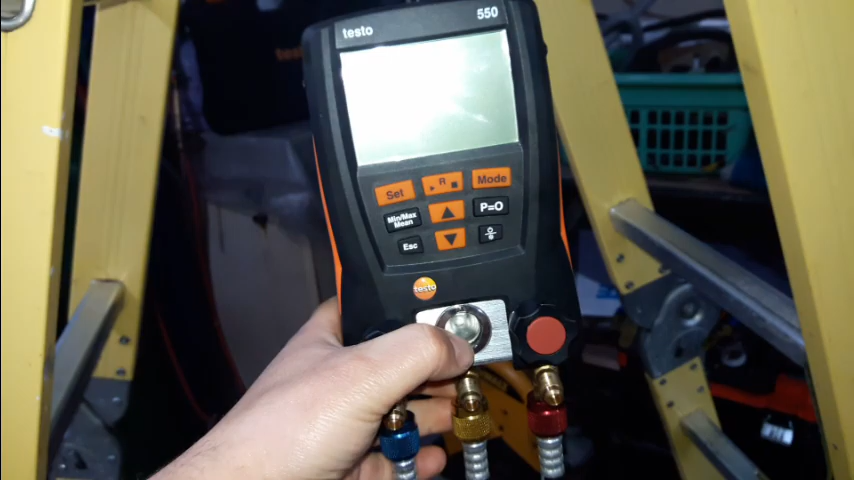 testo 550
Set R Mode
Min/Max
Mean
P=O
Esc
testo